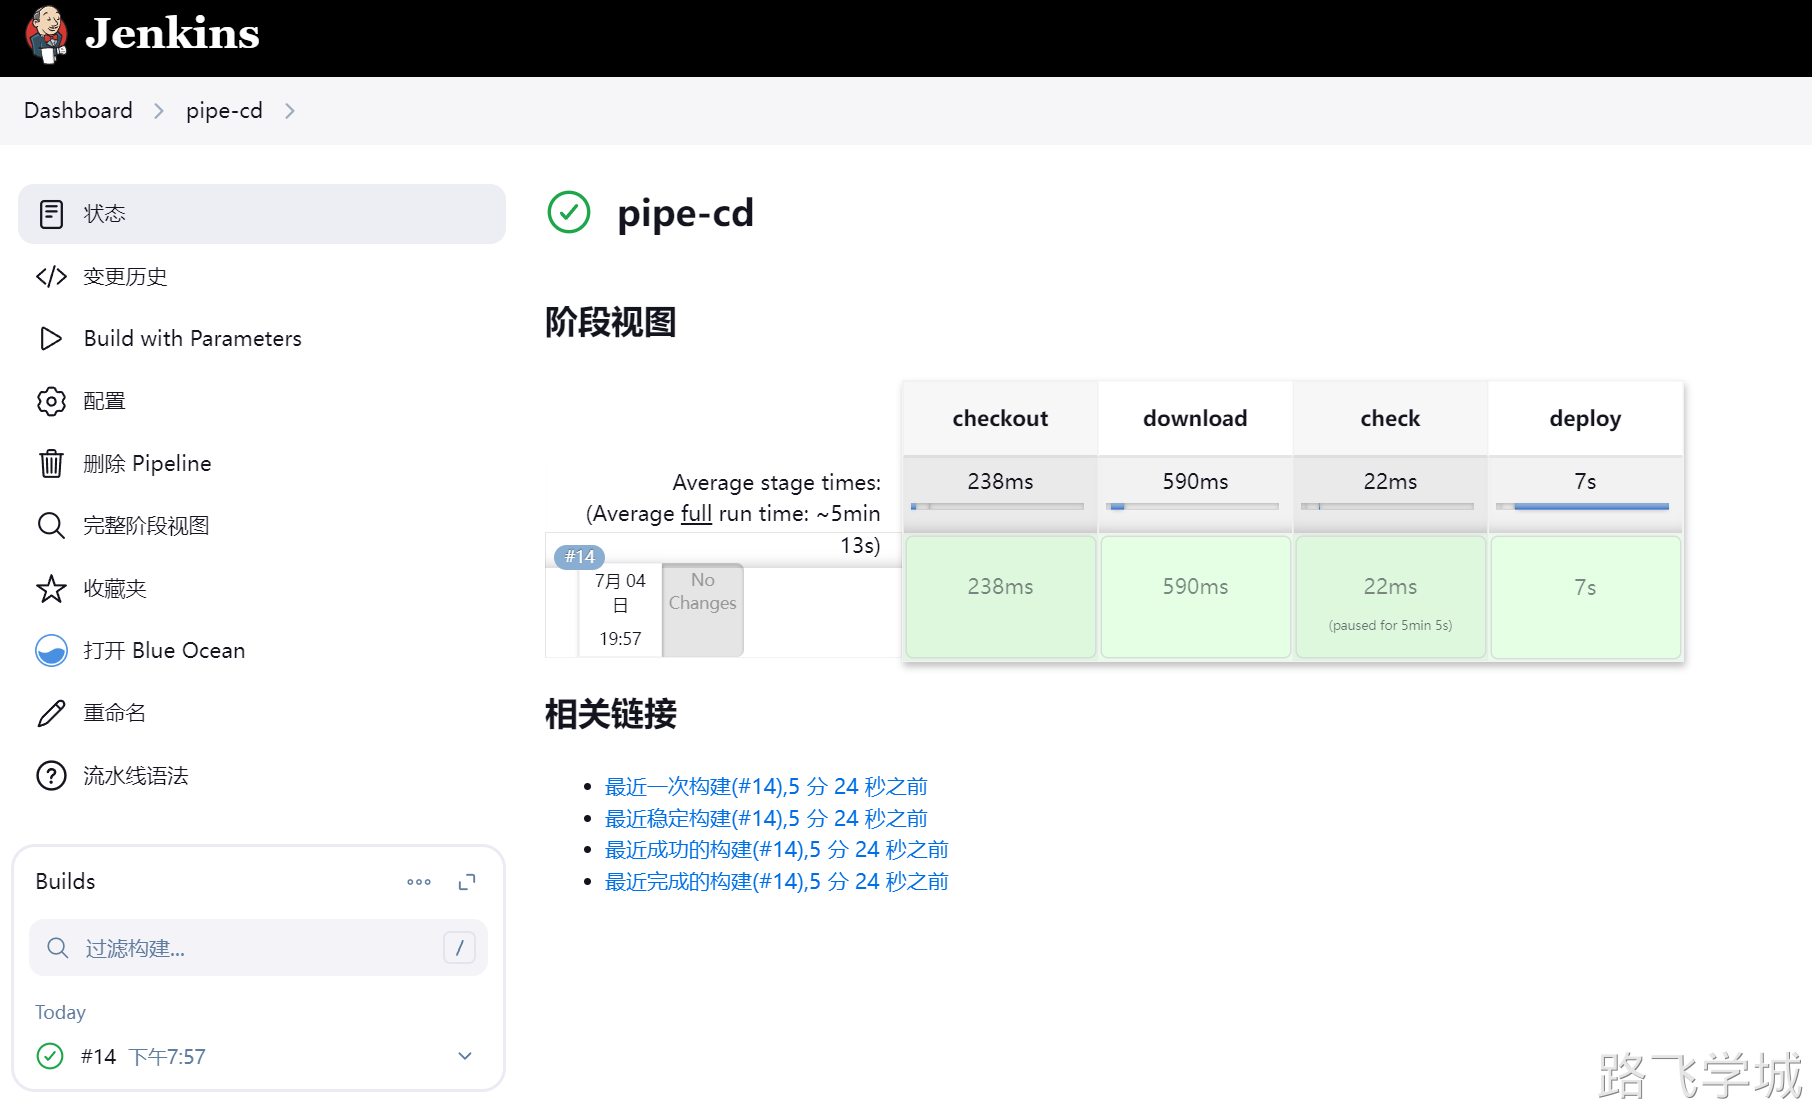 Jenkins
Dashboard
pipe-cd
状态
变更历史
Build with Parameters
配置
删除 Pipeline
完整阶段视图
收藏夹
打开 Blue Ocean
重命名
流水线语法
Builds
过滤构建...
/
Today
#14 下午7:57
pipe-cd
阶段视图
checkout download check deploy
Average stage times:
(Average full run time: ~5min
13s)
238ms 590ms 22ms 7s
#14
7月 04
日
19:57
No
Changes
238ms 590ms 22ms 7s
(paused for 5min 5s)
相关链接
最近一次构建(#14),5 分 24 秒之前
最近稳定构建(#14),5 分 24 秒之前
最近成功的构建(#14),5 分 24 秒之前
最近完成的构建(#14),5 分 24 秒之前
路飞学城